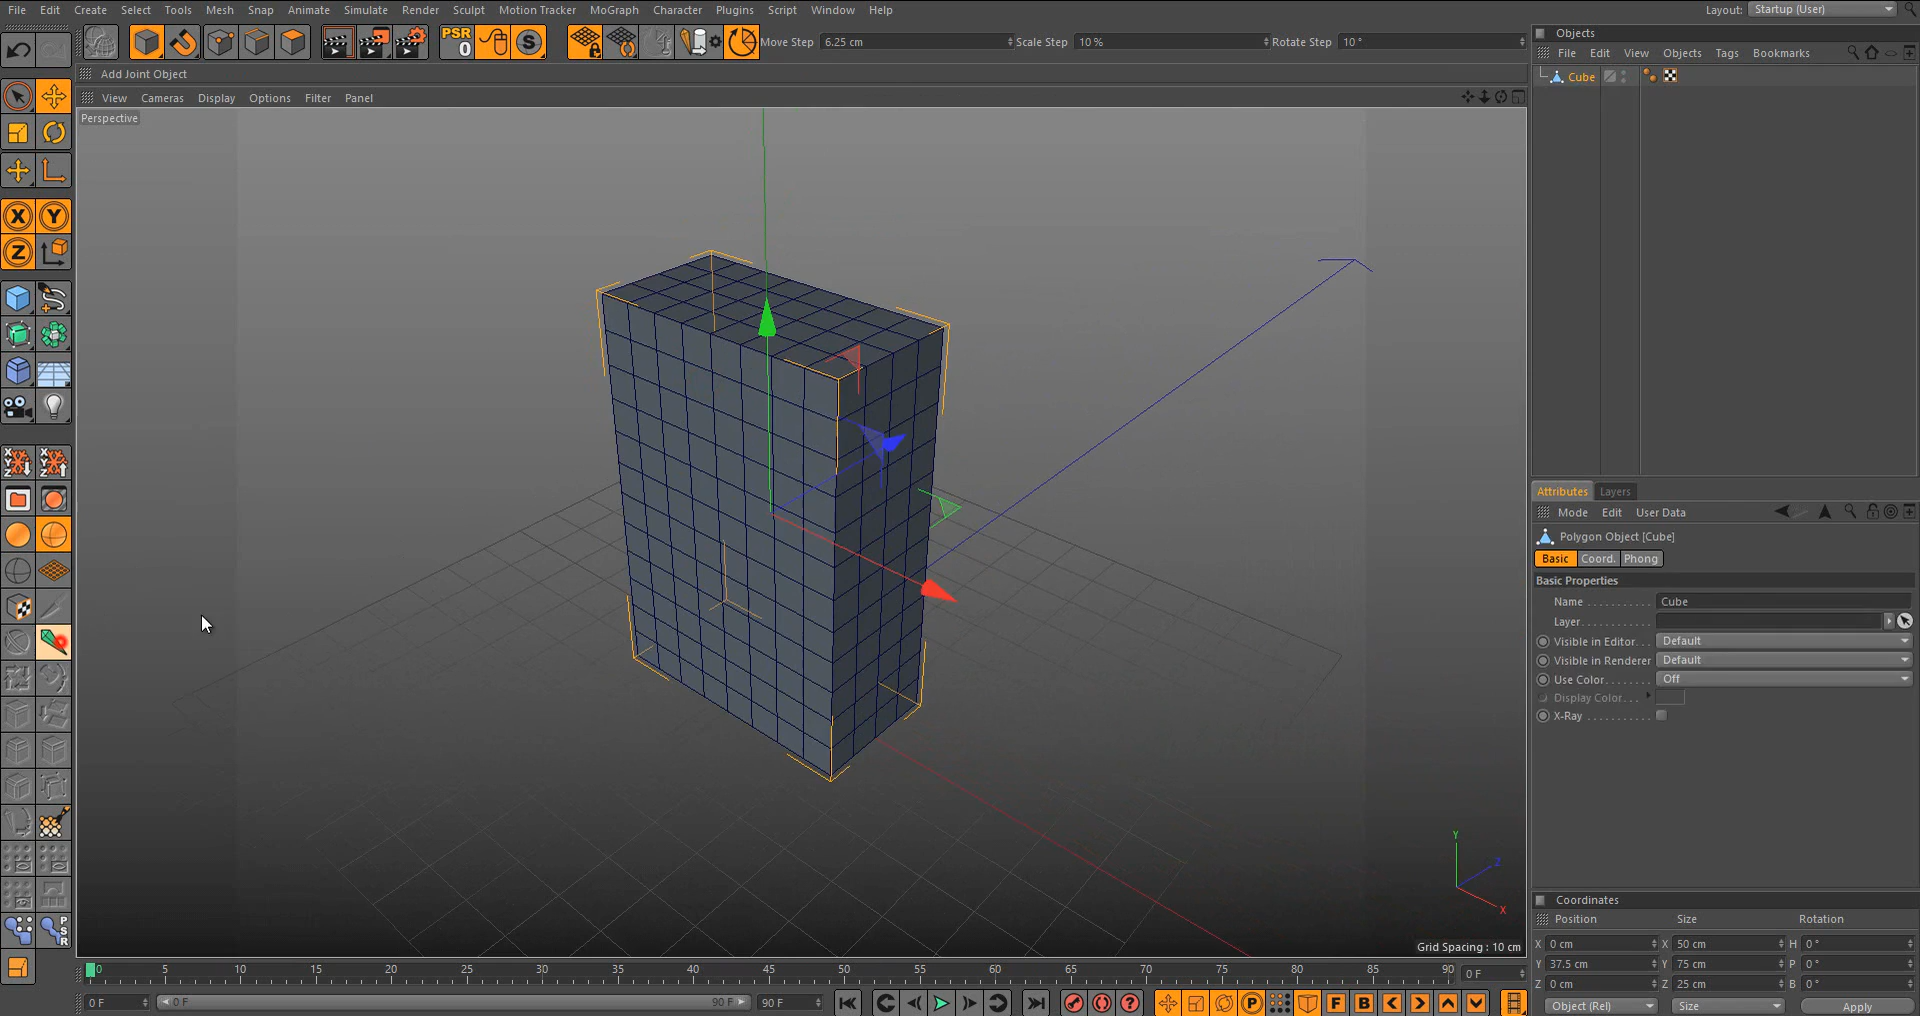 File Edit Create Select Tools Mesh Snap Animate Simulate Render Sculpt Motion Tracker MoGraph Character Plugins Script Window Help Layout: Startup (User)
PSR
0
S
Move Step 6.25 cm Scale Step 10 % Rotate Step 10 °
Add Joint Object
View Cameras Display Options Filter Panel
Perspective
X Y
Z
Objects
File Edit View Objects Tags Bookmarks
Cube
Attributes Layers
Mode Edit User Data
Polygon Object [Cube]
Basic Coord. Phong
Basic Properties
Name Cube
Layer
Visible in Editor Default
Visible in Renderer Default
Use Color Off
Display Color
X-Ray
Y
Z
X
Grid Spacing : 10 cm
Coordinates
Position Size Rotation
X 0 cm X 50 cm H 0 °
Y 37.5 cm Y 75 cm P 0 °
Z 0 cm Z 25 cm B 0 °
Object (Rel) Size Apply
0 5 10 15 20 25 30 35 40 45 50 55 60 65 70 75 80 85 90 0 F
0 F 0 F 90 F 90 F
P F B